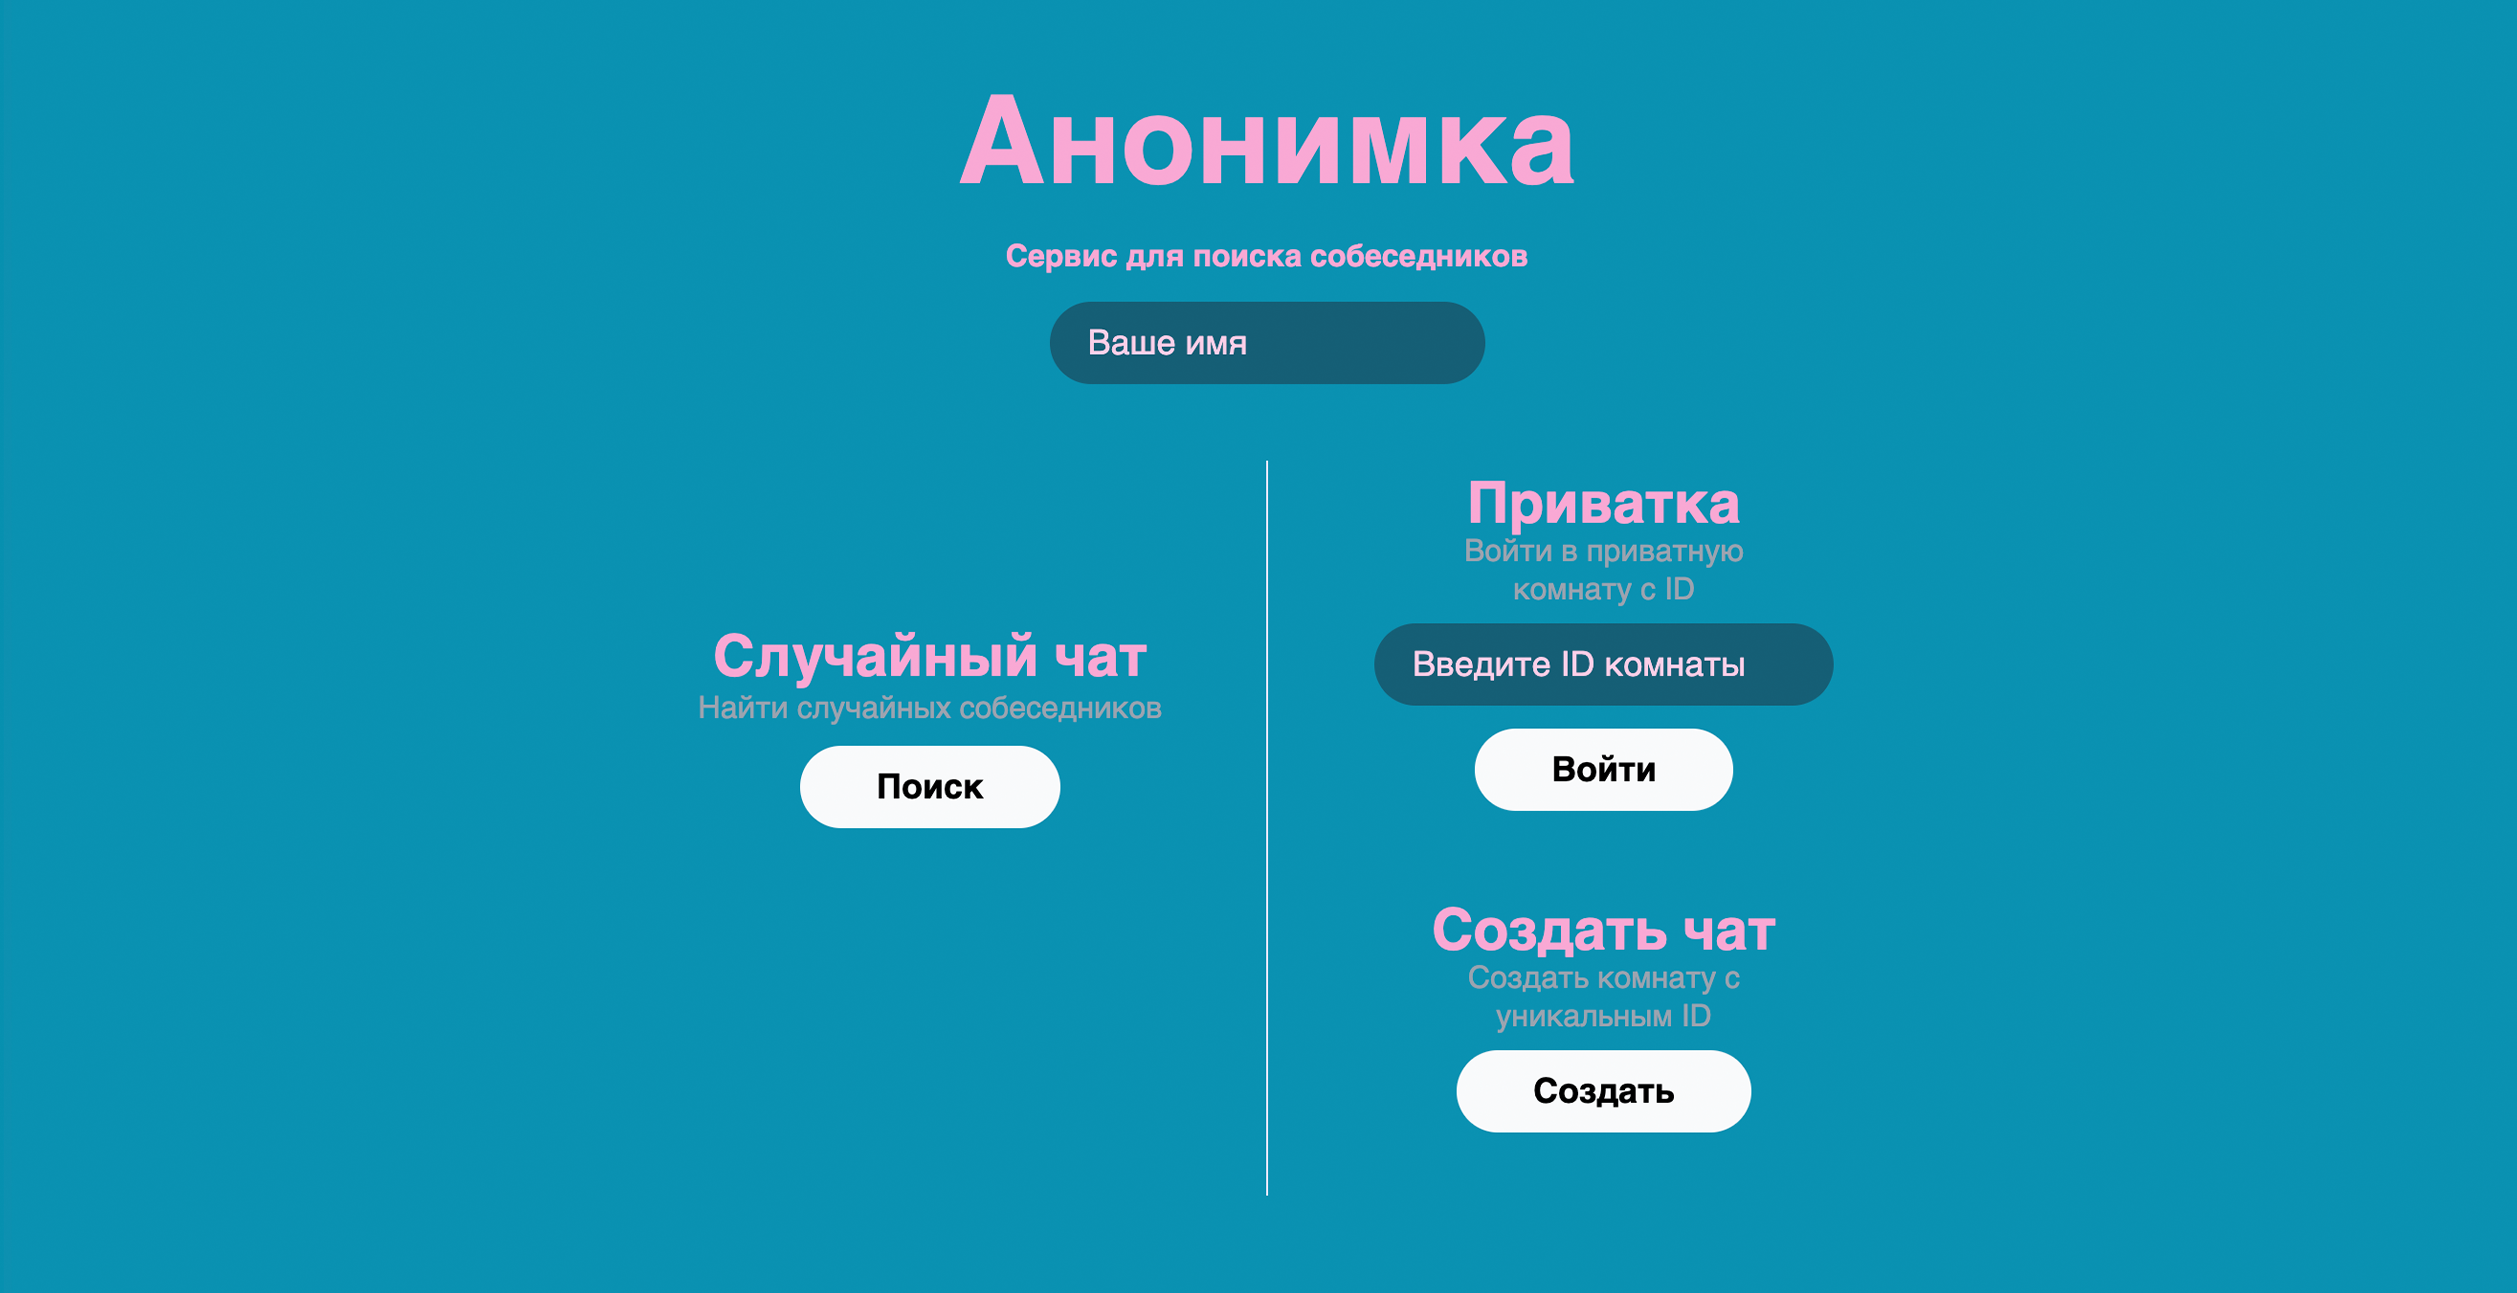 Анонимка
Сервис для поиска собеседников
Ваше имя
Случайный чат
Найти случайных собеседников
Поиск
Приватка
Войти в приватную
комнату с ID
Введите ID комнаты
Войти
Создать чат
Создать комнату с
уникальным ID
Создать